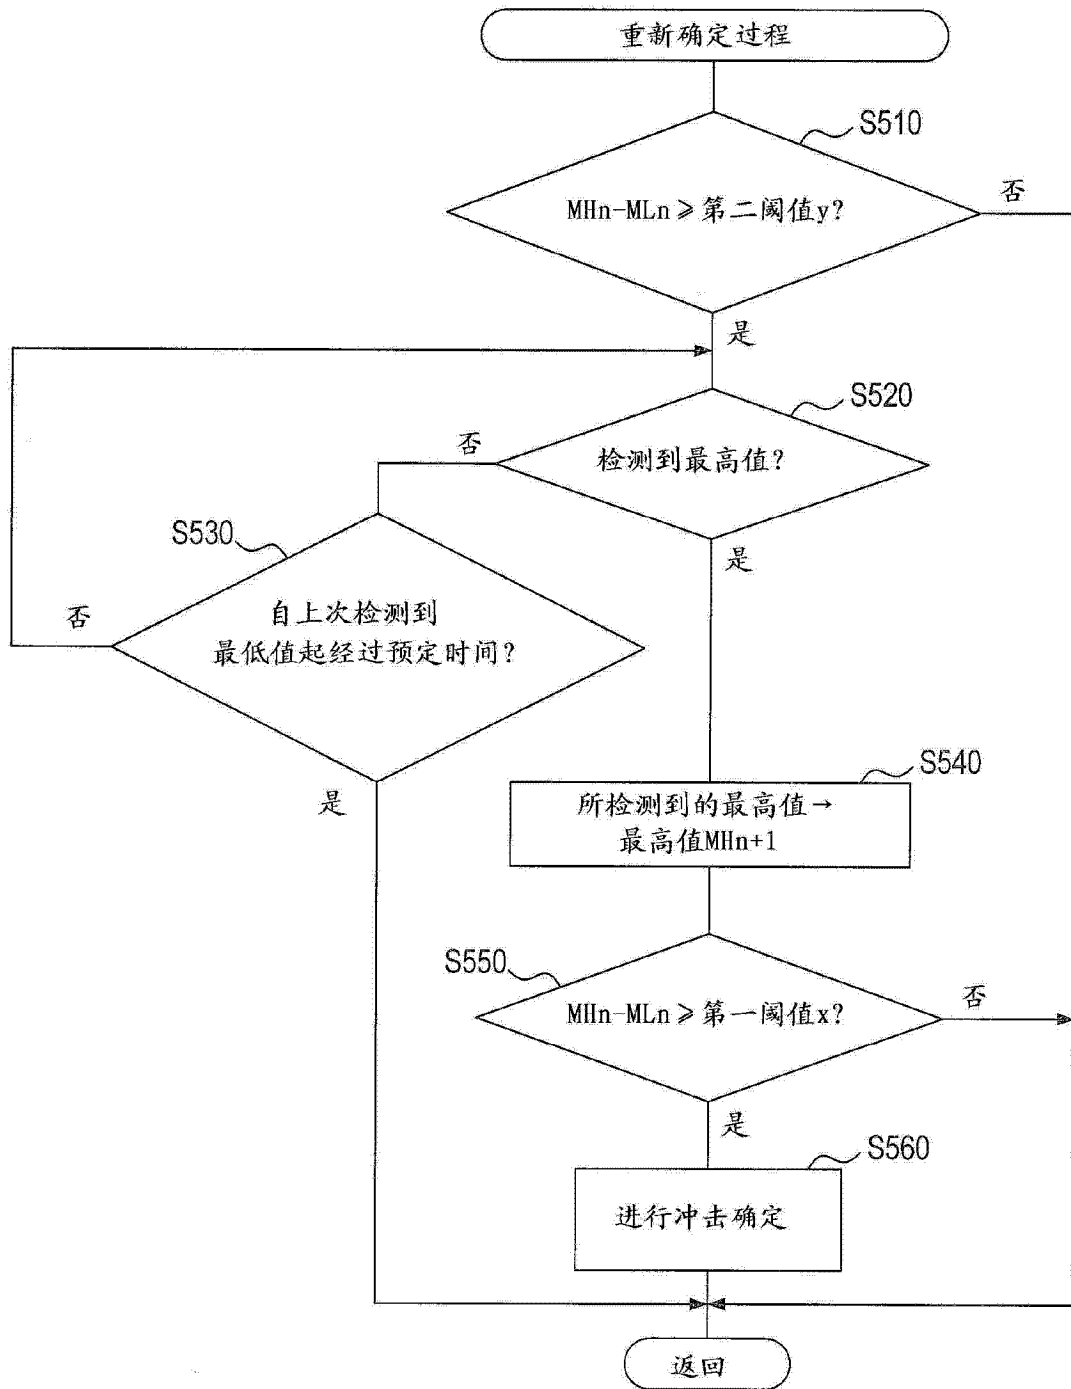 重新确定过程
S510
MHn-MLn≥第二阈值y?
否
是
S520
检测到最高值?
否
是
S530
自上次检测到
最低值起经过预定时间?
否
是
S540
所检测到的最高值→
最高值MHn+1
S550
MHn-MLn≥第一阈值x?
否
是
S560
进行冲击确定
返回